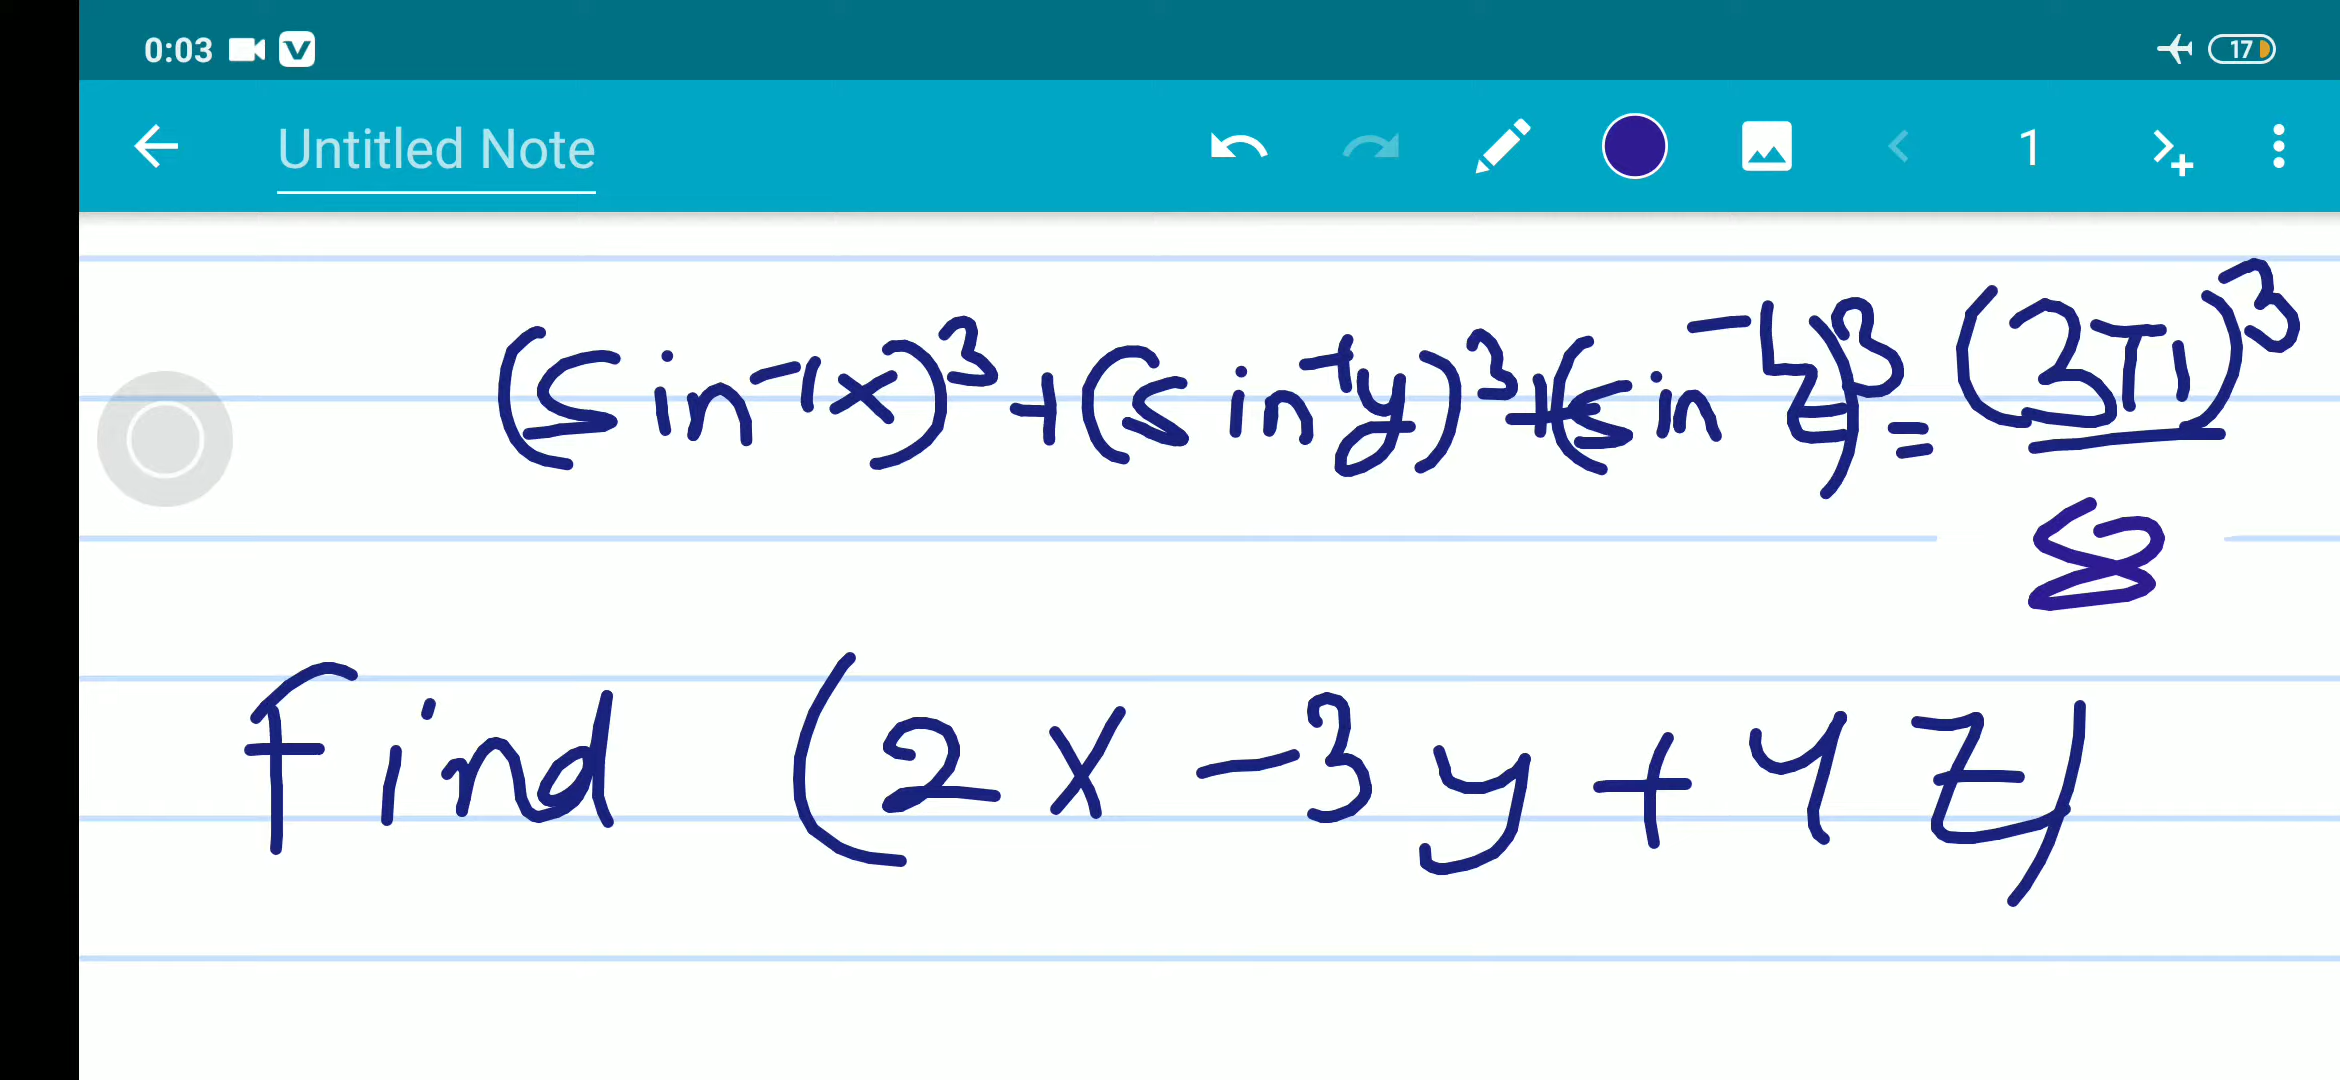 0:03 V 17
Untitled Note 1
(sin⁻¹x)³+(sin⁻¹y)³+(sin⁻¹z)³=(3π)³
8
Find (2x-3y+4z)